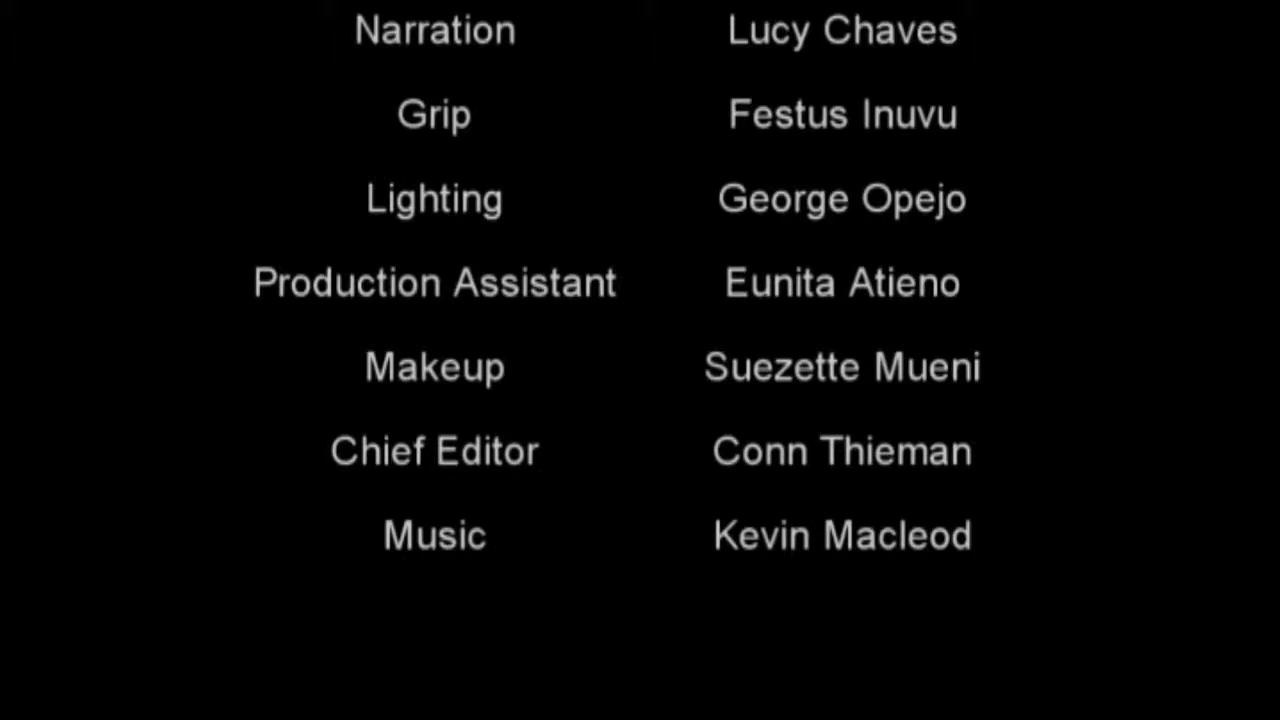 Narration Lucy Chaves
Grip Festus Inuvu
Lighting George Opejo
Production Assistant Eunita Atieno
Makeup Suezette Mueni
Chief Editor Conn Thieman
Music Kevin Macleod